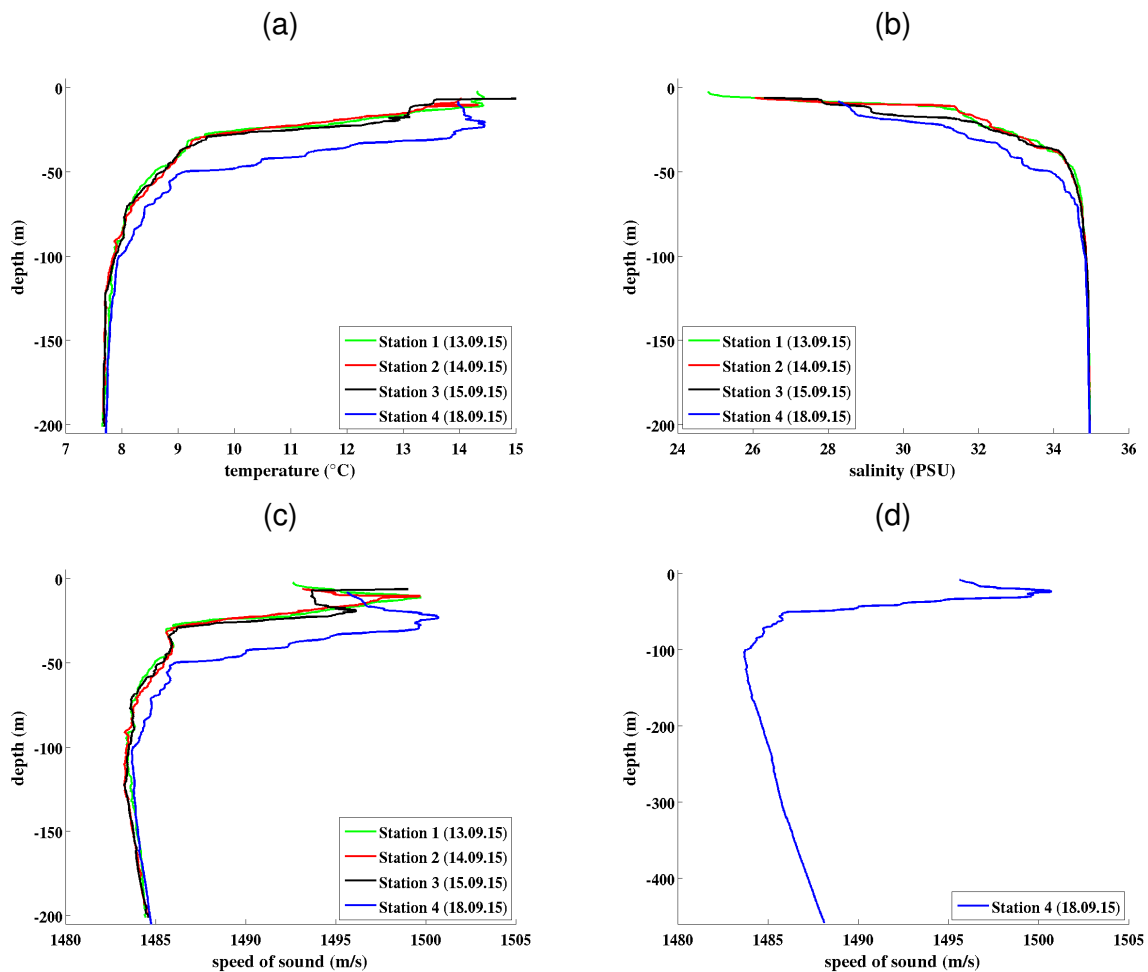 (a)
(b)
0
-50
-100
-150
-200
depth (m)
7 8 9 10 11 12 13 14 15
temperature (°C)
Station 1 (13.09.15)
Station 2 (14.09.15)
Station 3 (15.09.15)
Station 4 (18.09.15)
0
-50
-100
-150
-200
depth (m)
24 26 28 30 32 34 36
salinity (PSU)
Station 1 (13.09.15)
Station 2 (14.09.15)
Station 3 (15.09.15)
Station 4 (18.09.15)
(c)
(d)
0
-50
-100
-150
-200
depth (m)
1480 1485 1490 1495 1500 1505
speed of sound (m/s)
Station 1 (13.09.15)
Station 2 (14.09.15)
Station 3 (15.09.15)
Station 4 (18.09.15)
0
-100
-200
-300
-400
depth (m)
1480 1485 1490 1495 1500 1505
speed of sound (m/s)
Station 4 (18.09.15)